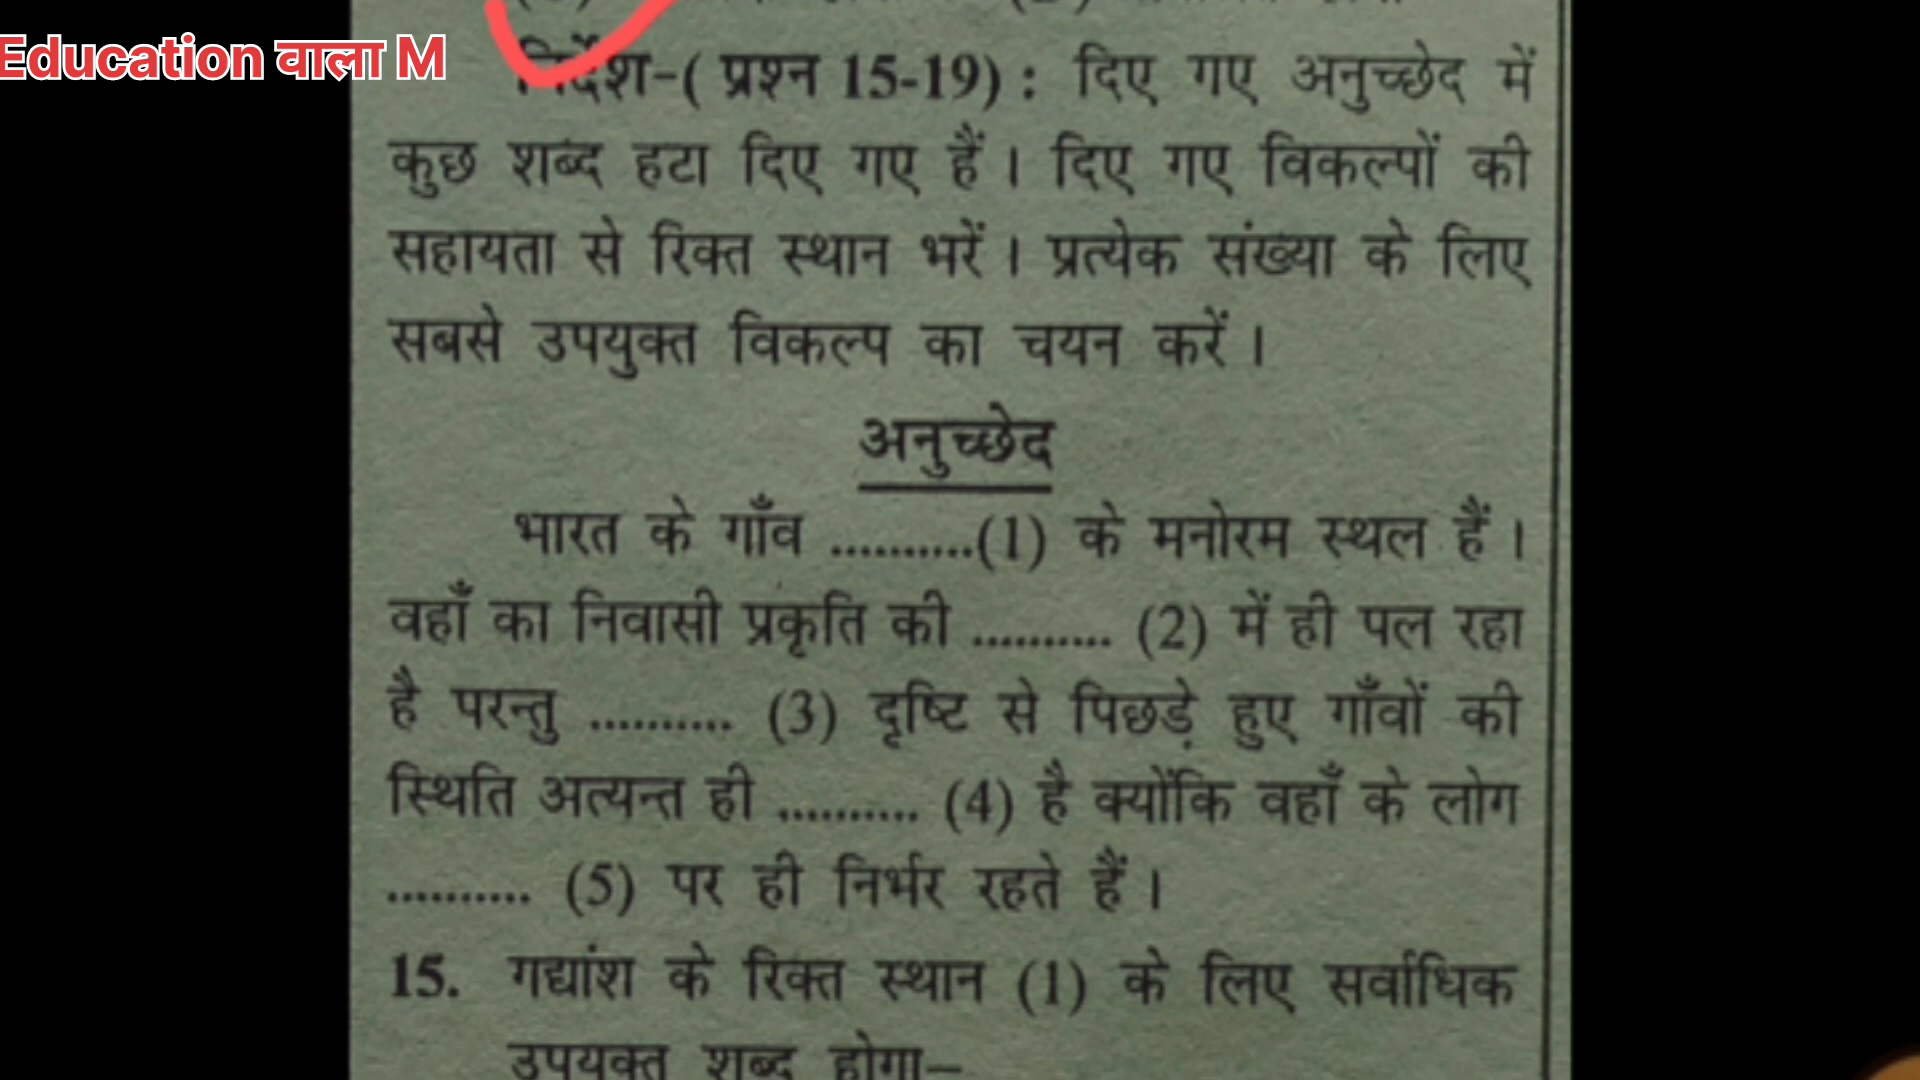 Education वाला M
निर्देश-( प्रश्न 15-19) : दिए गए अनुच्छेद में
कुछ शब्द हटा दिए गए हैं । दिए गए विकल्पों की
सहायता से रिक्त स्थान भरें । प्रत्येक संख्या के लिए
सबसे उपयुक्त विकल्प का चयन करें ।
अनुच्छेद
भारत के गाँव ..........(1) के मनोरम स्थल हैं ।
वहाँ का निवासी प्रकृति की .......... (2) में ही पल रहा
है परन्तु .......... (3) दृष्टि से पिछड़े हुए गाँवों की
स्थिति अत्यन्त ही .......... (4) है क्योंकि वहाँ के लोग
.......... (5) पर ही निर्भर रहते हैं ।
15. गद्यांश के रिक्त स्थान (1) के लिए सर्वाधिक
उपयुक्त शब्द होगा–